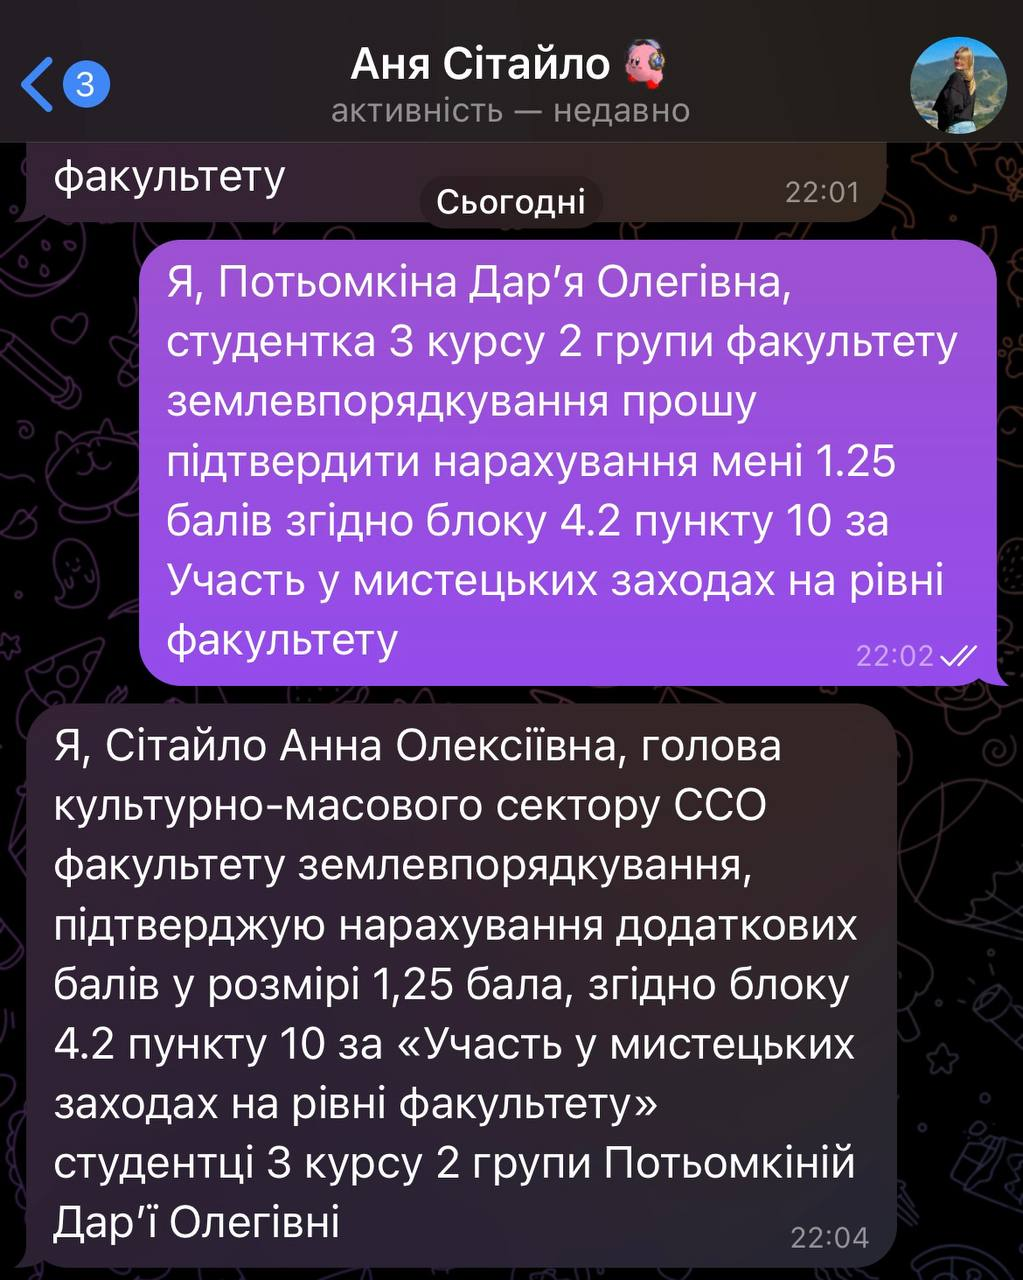 3
Аня Сітайло
активність — недавно
факультету
22:01
Сьогодні
Я, Потьомкіна Дар’я Олегівна,
студентка 3 курсу 2 групи факультету
землевпорядкування прошу
підтвердити нарахування мені 1.25
балів згідно блоку 4.2 пункту 10 за
Участь у мистецьких заходах на рівні
факультету
22:02
Я, Сітайло Анна Олексіївна, голова
культурно-масового сектору ССО
факультету землевпорядкування,
підтверджую нарахування додаткових
балів у розмірі 1,25 бала, згідно блоку
4.2 пункту 10 за «Участь у мистецьких
заходах на рівні факультету»
студентці 3 курсу 2 групи Потьомкіній
Дар’ї Олегівні
22:04